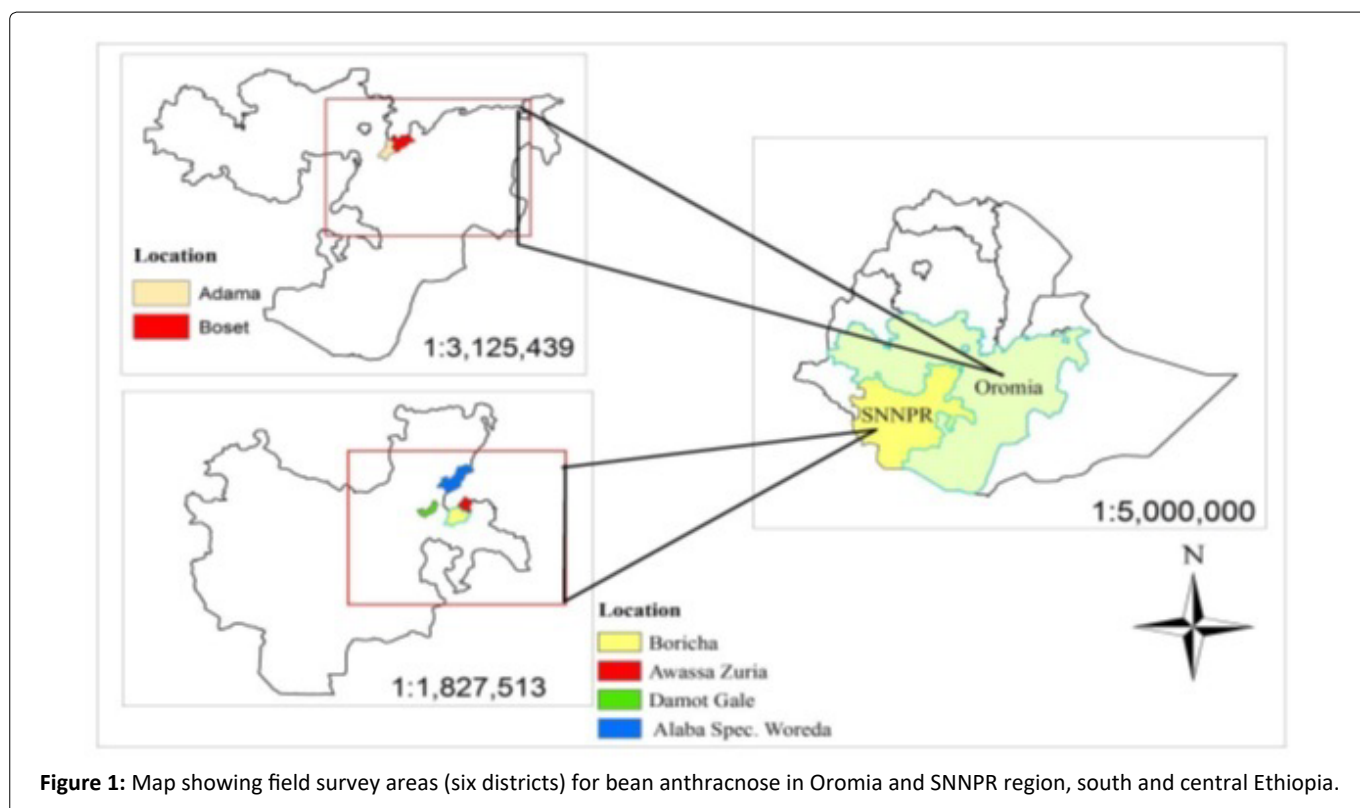 Location
Adama
Boset
1:3,125,439
Oromia
SNNPR
1:5,000,000
N
1:1,827,513
Location
Boricha
Awassa Zuria
Damot Gale
Alaba Spec. Woreda
Figure 1: Map showing field survey areas (six districts) for bean anthracnose in Oromia and SNNPR region, south and central Ethiopia.